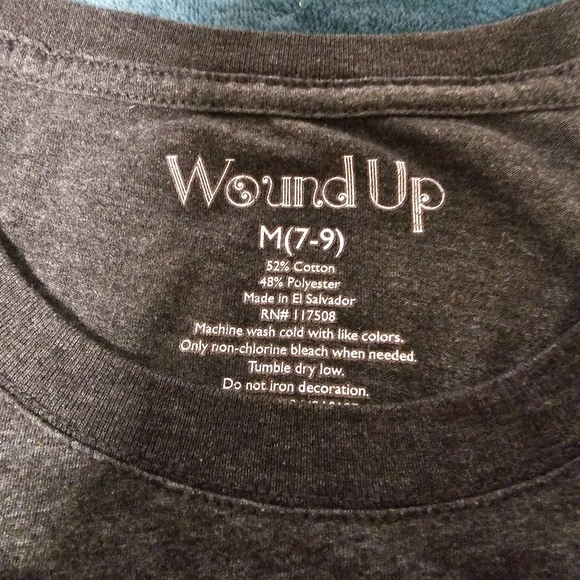 Wound Up
M(7-9)
52% Cotton
48% Polyester
Made in El Salvador
RN# 117508
Machine wash cold with like colors.
Only non-chlorine bleach when needed.
Tumble dry low.
Do not iron decoration.